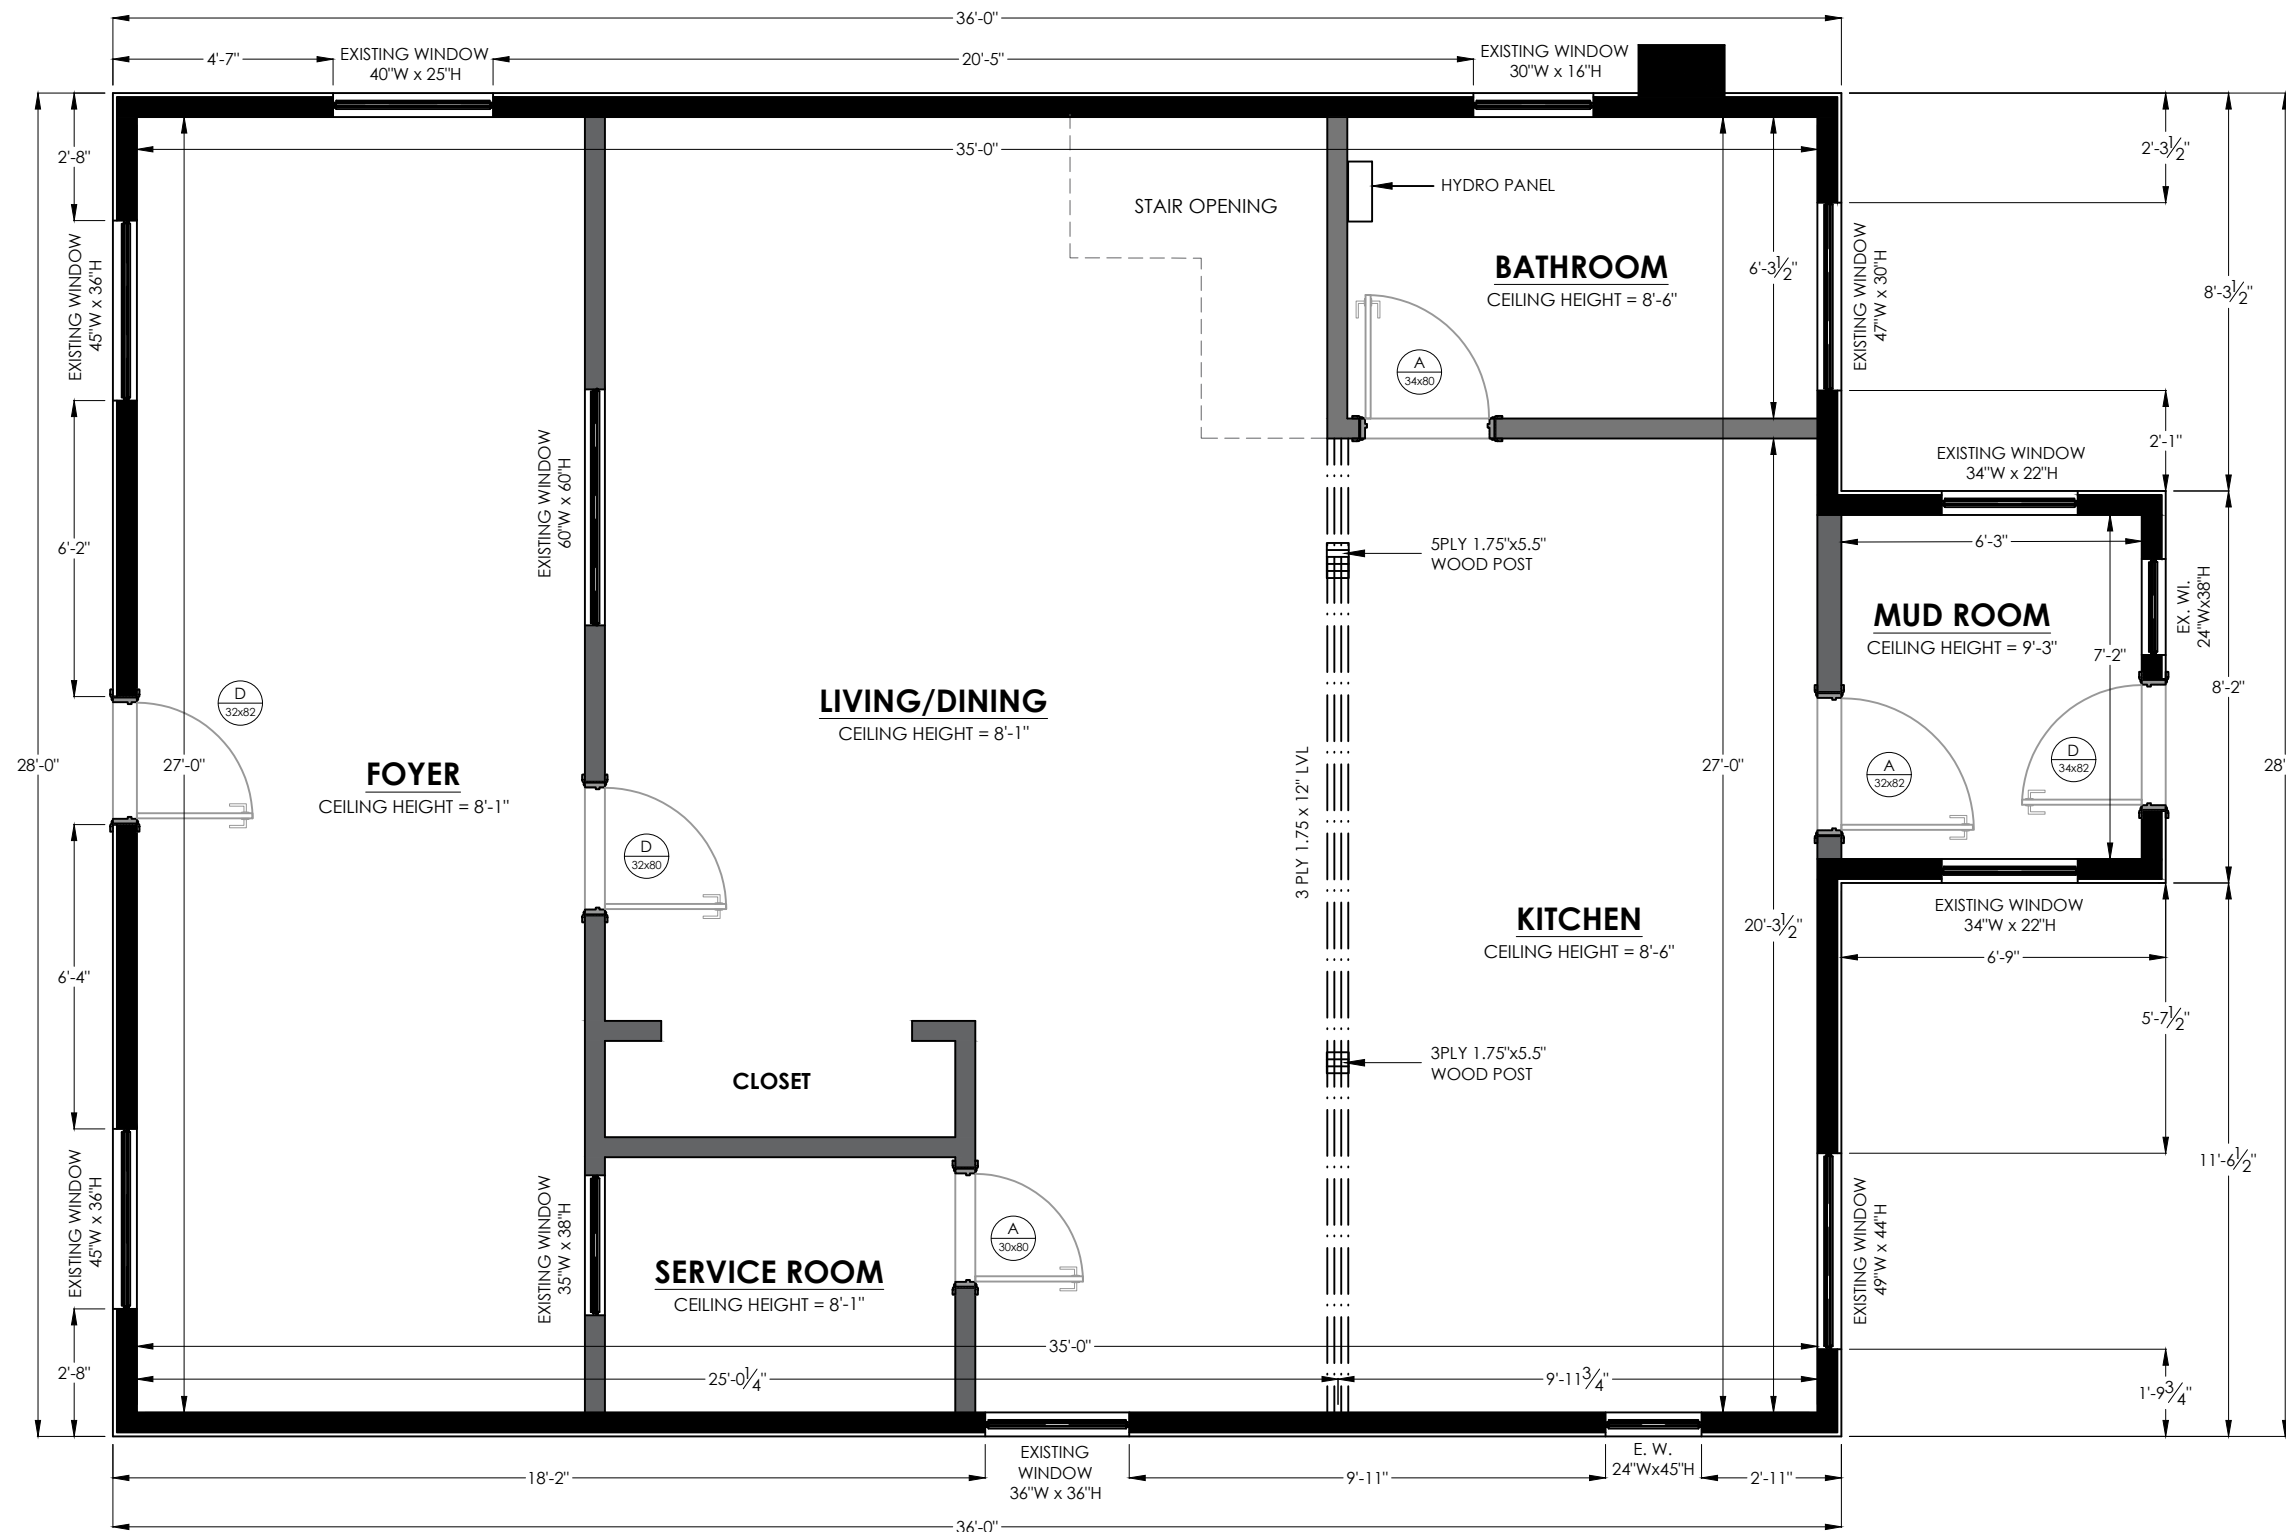 36'-0"
4'-7"
EXISTING WINDOW
40"W x 25"H
20'-5"
EXISTING WINDOW
30"W x 16"H
2'-8"
35'-0"
2'-3½"
HYDRO PANEL
STAIR OPENING
EXISTING WINDOW
45"W x 36"H
BATHROOM
CEILING HEIGHT = 8'-6"
6'-3½"
EXISTING WINDOW
47"W x 30"H
8'-3½"
A
34x80
2'-1"
EXISTING WINDOW
34"W x 22"H
EXISTING WINDOW
60"W x 60"H
6'-2"
5PLY 1.75"x5.5"
WOOD POST
6'-3"
EX. WI.
24"Wx38"H
MUD ROOM
CEILING HEIGHT = 9'-3"
7'-2"
8'-2"
D
32x82
LIVING/DINING
CEILING HEIGHT = 8'-1"
28'-0"
27'-0"
FOYER
CEILING HEIGHT = 8'-1"
27'-0"
A
32x82
D
34x82
28'
3 PLY 1.75 x 12" LVL
D
32x80
KITCHEN
CEILING HEIGHT = 8'-6"
20'-3½"
EXISTING WINDOW
34"W x 22"H
6'-9"
6'-4"
5'-7½"
CLOSET
3PLY 1.75"x5.5"
WOOD POST
11'-6½"
EXISTING WINDOW
45"W x 36"H
EXISTING WINDOW
35"W x 38"H
A
30x80
EXISTING WINDOW
49"W x 44"H
SERVICE ROOM
CEILING HEIGHT = 8'-1"
35'-0"
2'-8"
25'-0¼"
9'-11¾"
1'-9¾"
18'-2"
EXISTING
WINDOW
36"W x 36"H
9'-11"
E. W.
24"Wx45"H
2'-11"
36'-0"